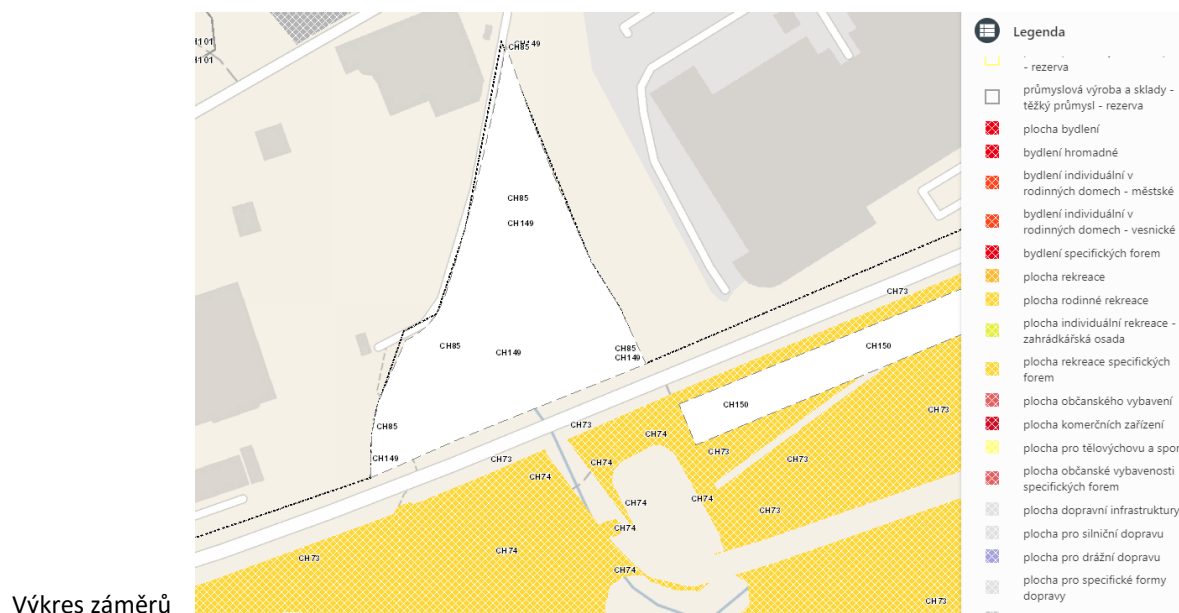 Legenda
- rezerva
průmyslová výroba a sklady -
těžký průmysl - rezerva
plocha bydlení
bydlení hromadné
bydlení individuální v
rodinných domech - městské
bydlení individuální v
rodinných domech - vesnické
bydlení specifických forem
plocha rekreace
plocha rodinné rekreace
plocha individuální rekreace -
zahrádkářská osada
plocha rekreace specifických
forem
plocha občanského vybavení
plocha komerčních zařízení
plocha pro tělovýchovu a spor
plocha občanské vybavenosti
specifických forem
plocha dopravní infrastruktury
plocha pro silniční dopravu
plocha pro drážní dopravu
plocha pro specifické formy
dopravy
CH149
CH85
CH85
CH149
CH73
CH85
CH149
CH85
CH149
CH150
CH150
CH73
CH85
CH73
CH74
CH149
CH73
CH74
CH73
CH73
CH74
CH74
CH74
CH73
CH74
CH73
CH74
CH74
CH73
Výkres záměrů